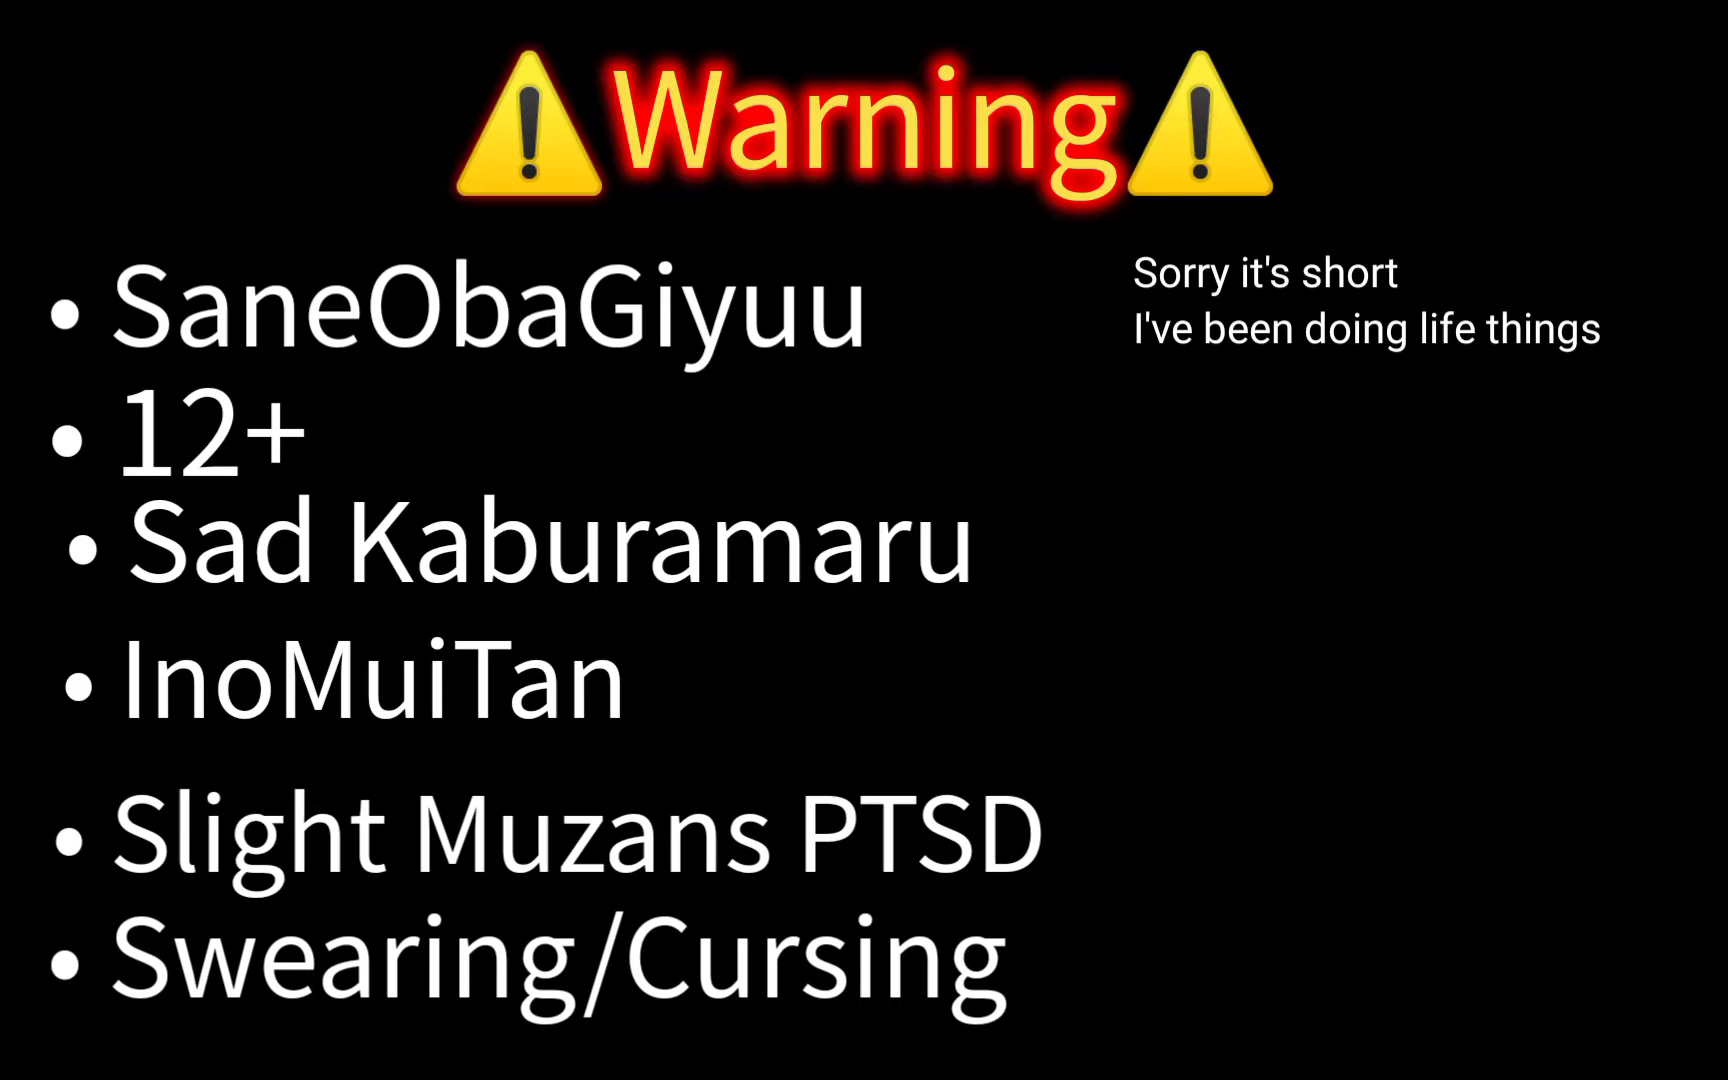 ⚠️Warning⚠️
• SaneObaGiyuu
Sorry it's short
I've been doing life things
• 12+
• Sad Kaburamaru
• InoMuiTan
• Slight Muzans PTSD
• Swearing/Cursing